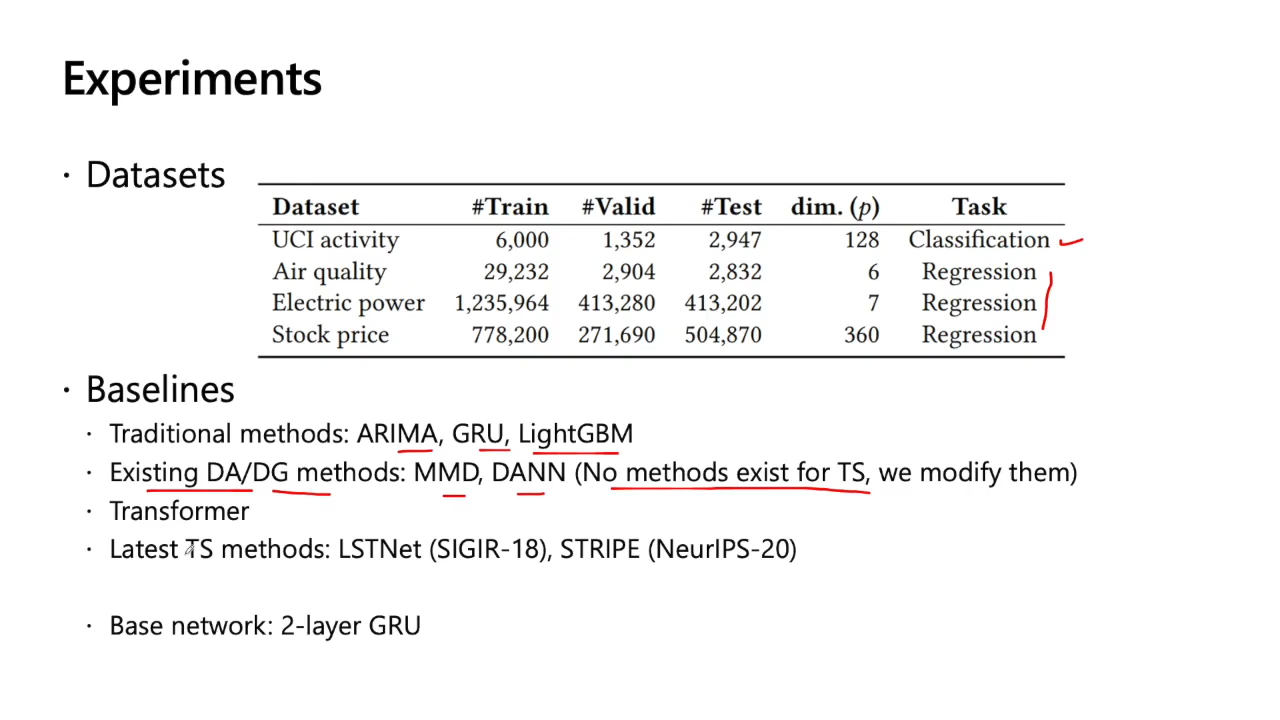 Experiments
· Datasets
Dataset #Train #Valid #Test dim. (p) Task
UCI activity 6,000 1,352 2,947 128 Classification
Air quality 29,232 2,904 2,832 6 Regression
Electric power 1,235,964 413,280 413,202 7 Regression
Stock price 778,200 271,690 504,870 360 Regression
· Baselines
· Traditional methods: ARIMA, GRU, LightGBM
· Existing DA/DG methods: MMD, DANN (No methods exist for TS, we modify them)
· Transformer
· Latest TS methods: LSTNet (SIGIR-18), STRIPE (NeurIPS-20)
· Base network: 2-layer GRU